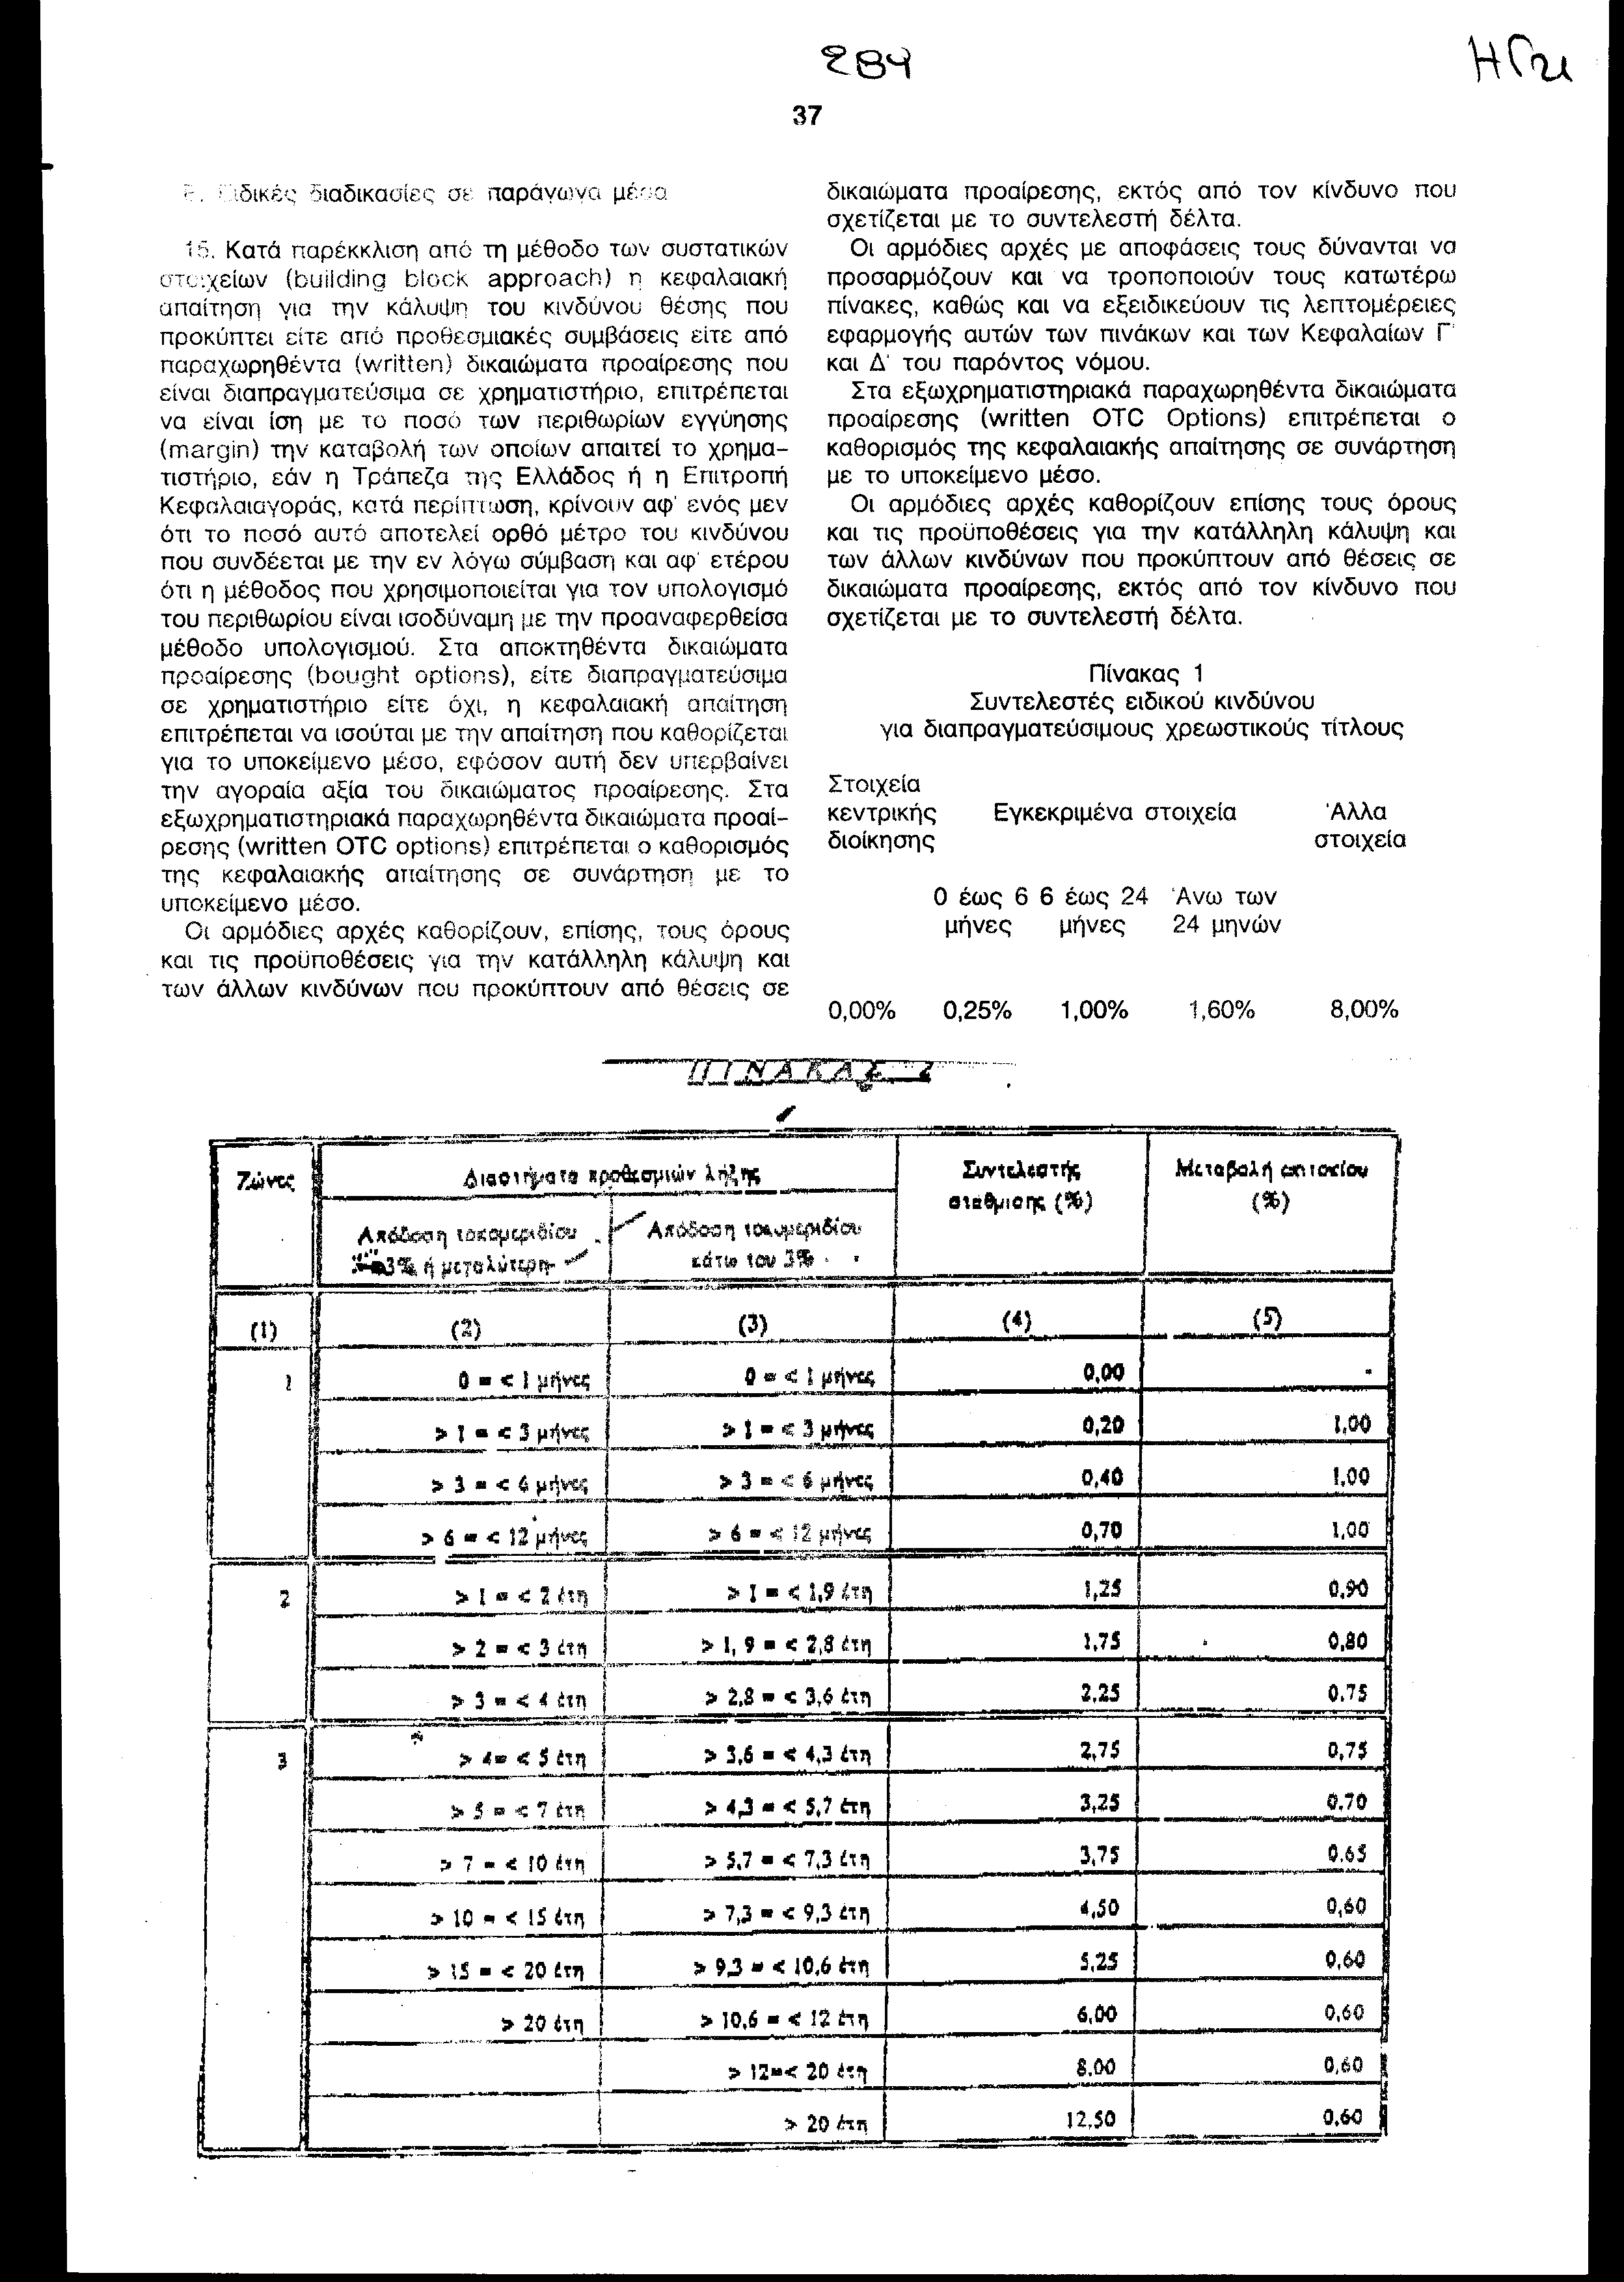 284
37
διαδικασίες σε παράγωγα μέσα
15. Κατά παρέκκλιση από τη μέθοδο των συστατικών
στοιχείων (building block approach) η κεφαλαιακή
απαίτηση για την κάλυψη του κινδύνου θέσης που
προκύπτει είτε από προθεσμιακές συμβάσεις είτε από
παραχωρηθέντα (written) δικαιώματα προαίρεσης που
είναι διαπραγματεύσιμα σε χρηματιστήριο, επιτρέπεται
να είναι ίση με το ποσό των περιθωρίων εγγύησης
(margin) την καταβολή των οποίων απαιτεί το χρημα-
τιστήριο, εάν η Τράπεζα της Ελλάδος ή η Επιτροπή
Κεφαλαιαγοράς, κατά περίπτωση, κρίνουν αφ' ενός μεν
ότι το ποσό αυτό αποτελεί ορθό μέτρο του κινδύνου
που συνδέεται με την εν λόγω σύμβαση και αφ' ετέρου
ότι η μέθοδος που χρησιμοποιείται για τον υπολογισμό
του περιθωρίου είναι ισοδύναμη με την προαναφερθείσα
μέθοδο υπολογισμού. Στα αποκτηθέντα δικαιώματα
προαίρεσης (bought options), είτε διαπραγματεύσιμα
σε χρηματιστήριο είτε όχι, η κεφαλαιακή απαίτηση
επιτρέπεται να ισούται με την απαίτηση που καθορίζεται
για το υποκείμενο μέσο, εφόσον αυτή δεν υπερβαίνει
την αγοραία αξία του δικαιώματος προαίρεσης. Στα
εξωχρηματιστηριακά παραχωρηθέντα δικαιώματα προαί-
ρεσης (written OTC options) επιτρέπεται ο καθορισμός
της κεφαλαιακής απαίτησης σε συνάρτηση με το
υποκείμενο μέσο.
Οι αρμόδιες αρχές καθορίζουν, επίσης, τους όρους
και τις προϋποθέσεις για την κατάλληλη κάλυψη και
των άλλων κινδύνων που προκύπτουν από θέσεις σε
δικαιώματα προαίρεσης, εκτός από τον κίνδυνο που
σχετίζεται με το συντελεστή δέλτα.
Οι αρμόδιες αρχές με αποφάσεις τους δύνανται να
προσαρμόζουν και να τροποποιούν τους κατωτέρω
πίνακες, καθώς και να εξειδικεύουν τις λεπτομέρειες
εφαρμογής αυτών των πινάκων και των Κεφαλαίων Γ'
και Δ' του παρόντος νόμου.
Στα εξωχρηματιστηριακά παραχωρηθέντα δικαιώματα
προαίρεσης (written OTC Options) επιτρέπεται ο
καθορισμός της κεφαλαιακής απαίτησης σε συνάρτηση
με το υποκείμενο μέσο.
Οι αρμόδιες αρχές καθορίζουν επίσης τους όρους
και τις προϋποθέσεις για την κατάλληλη κάλυψη και
των άλλων κινδύνων που προκύπτουν από θέσεις σε
δικαιώματα προαίρεσης, εκτός από τον κίνδυνο που
σχετίζεται με το συντελεστή δέλτα.
Πίνακας 1
Συντελεστές ειδικού κινδύνου
για διαπραγματεύσιμους χρεωστικούς τίτλους
Στοιχεία
κεντρικής Εγκεκριμένα στοιχεία 'Αλλα
διοίκησης στοιχεία
0 έως 6 6 έως 24 'Ανω των
μήνες μήνες 24 μηνών
0,00% 0,25% 1,00% 1,60% 8,00%
ΠΙΝΑΚΑΣ 2
Ζώνες Διαστήματα προθεσμιών λήξης Συντελεστής Μεταβολή επιτοκίου
στάθμισης (%) (%)
Απόδοση τοκομεριδίου Απόδοση τοκομεριδίου
3% ή μεγαλύτερη κάτω του 3%
(1) (2) (3) (4) (5)
1 0 = < 1 μήνες 0 = < 1 μήνες 0,00 -
> 1 = < 3 μήνες > 1 = < 3 μήνες 0,20 1,00
> 3 = < 6 μήνες > 3 = < 6 μήνες 0,40 1,00
> 6 = < 12 μήνες > 6 = < 12 μήνες 0,70 1,00
2 > 1 = < 2 έτη > 1 = < 1,9 έτη 1,25 0,90
> 2 = < 3 έτη > 1, 9 = < 2,8 έτη 1,75 0,80
> 3 = < 4 έτη > 2,8 = < 3,6 έτη 2,25 0,75
3 > 4= < 5 έτη > 3,6 = < 4,3 έτη 2,75 0,75
> 5 = < 7 έτη > 4,3 = < 5,7 έτη 3,25 0,70
> 7 = < 10 έτη > 5,7 = < 7,3 έτη 3,75 0,65
> 10 = < 15 έτη > 7,3 = < 9,3 έτη 4,50 0,60
> 15 = < 20 έτη > 9,3 = < 10,6 έτη 5,25 0,60
> 20 έτη > 10,6 = < 12 έτη 6,00 0,60
> 12=< 20 έτη 8,00 0,60
> 20 έτη 12,50 0,60